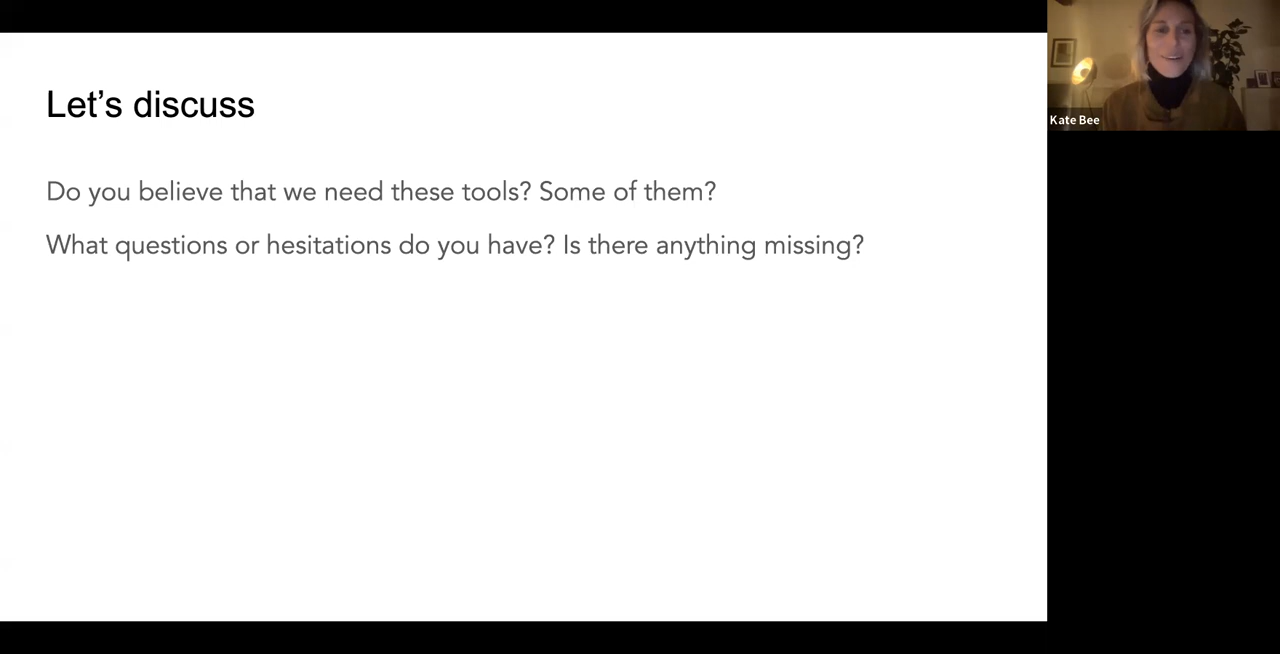 Let’s discuss
Do you believe that we need these tools? Some of them?
What questions or hesitations do you have? Is there anything missing?
Kate Bee